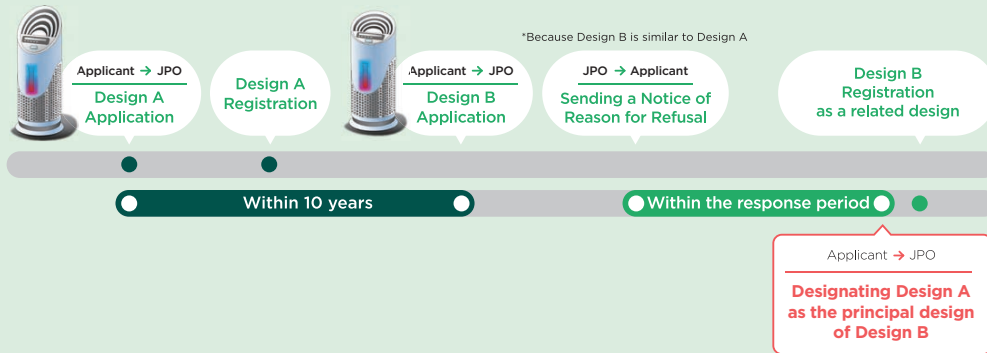 *Because Design B is similar to Design A
Applicant → JPO
Design A
Application
Design A
Registration
Applicant → JPO
Design B
Application
JPO → Applicant
Sending a Notice of
Reason for Refusal
Design B
Registration
as a related design
Within 10 years
Within the response period
Applicant → JPO
Designating Design A
as the principal design
of Design B